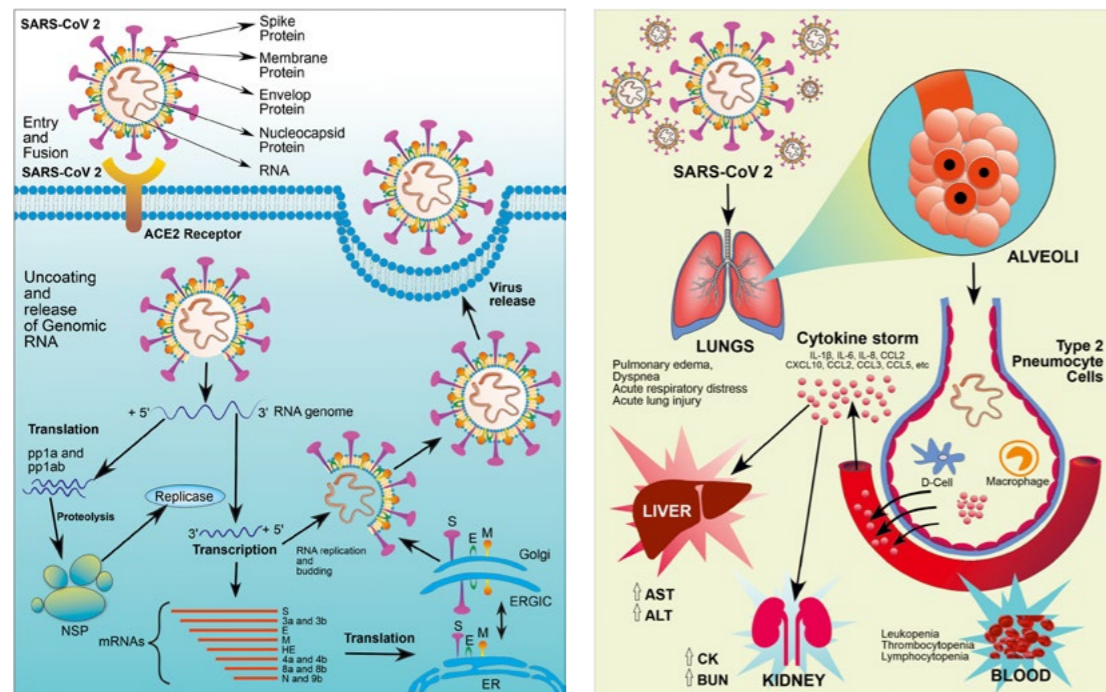 SARS-CoV 2
Spike
Protein
Membrane
Protein
Envelop
Protein
Nucleocapsid
Protein
RNA
Entry
and
Fusion
SARS-CoV 2
ACE2 Receptor
Uncoating
and
release
of Genomic
RNA
Virus
release
+ 5'
3' RNA genome
Translation
pp1a and
pp1ab
Proteolysis
Replicase
NSP
3'
+ 5'
Transcription
RNA replication
and
budding
S
E
M
Golgi
ERGIC
S
S
E
M
ER
Translation
mRNAs
S
3a and 3b
E
M
HE
4a and 4b
8a and 8b
N and 9b
SARS-CoV 2
LUNGS
Pulmonary edema,
Dyspnea
Acute respiratory distress
Acute lung injury
ALVEOLI
Cytokine storm
IL-1β, IL-6, IL-8, CCL2
CXCL10, CCL2, CCL3, CCL5, etc
Type 2
Pneumocyte
Cells
D-Cell
Macrophage
LIVER
⇧ AST
⇧ ALT
⇧ CK
⇧ BUN
KIDNEY
Leukopenia
Thrombocytopenia
Lymphocytopenia
BLOOD